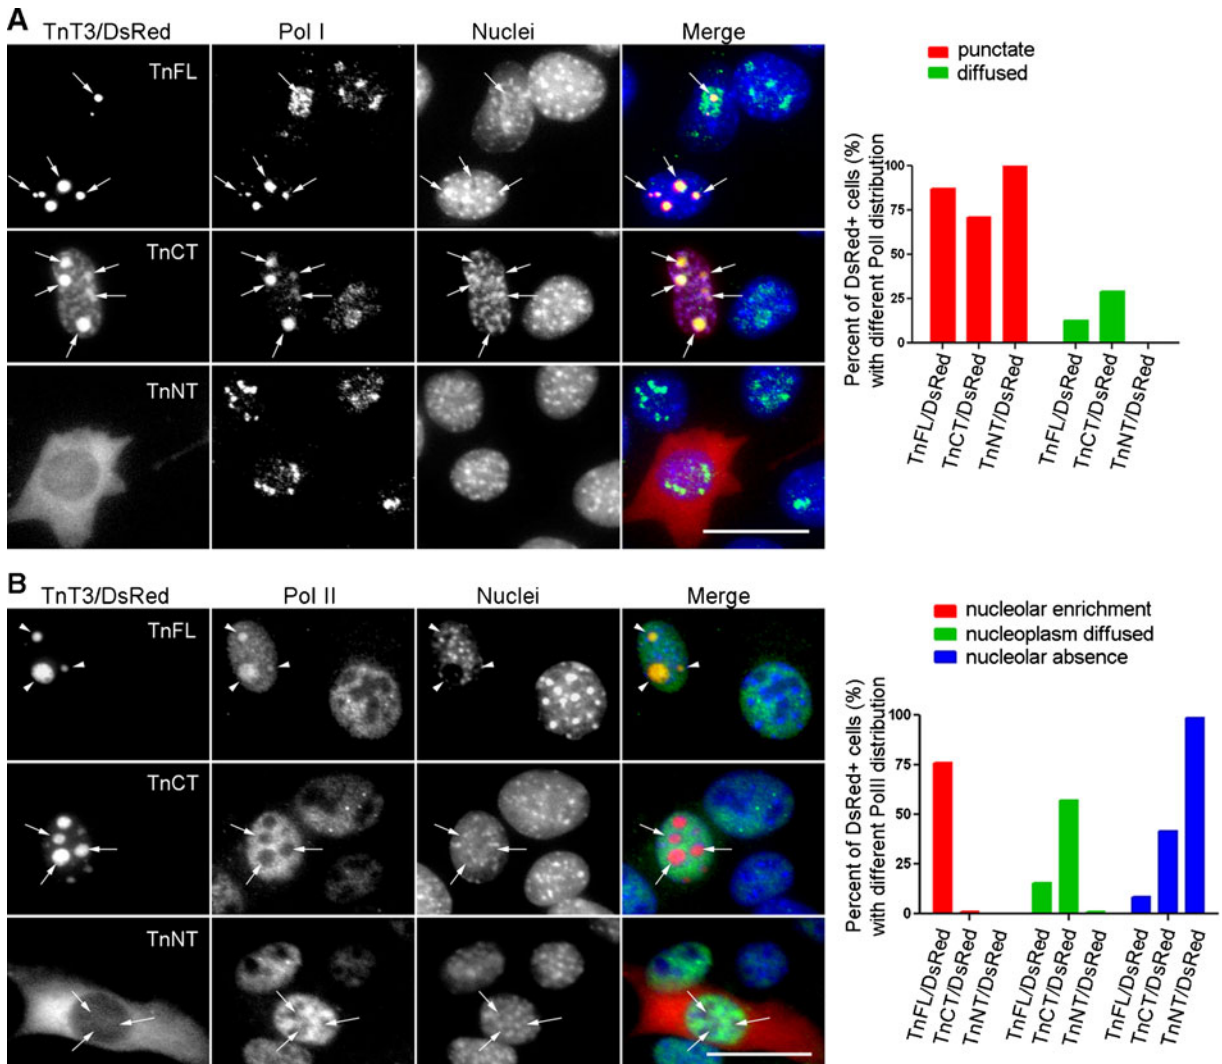 A
TnT3/DsRed Pol I Nuclei Merge
TnFL
TnCT
TnNT
punctate
diffused
Percent of DsRed+ cells (%)
with different PolI distribution
100
75
50
25
0
TnFL/DsRed
TnCT/DsRed
TnNT/DsRed
TnFL/DsRed
TnCT/DsRed
TnNT/DsRed
B
TnT3/DsRed Pol II Nuclei Merge
TnFL
TnCT
TnNT
nucleolar enrichment
nucleoplasm diffused
nucleolar absence
Percent of DsRed+ cells (%)
with different PolII distribution
100
75
50
25
0
TnFL/DsRed
TnCT/DsRed
TnNT/DsRed
TnFL/DsRed
TnCT/DsRed
TnNT/DsRed
TnFL/DsRed
TnCT/DsRed
TnNT/DsRed